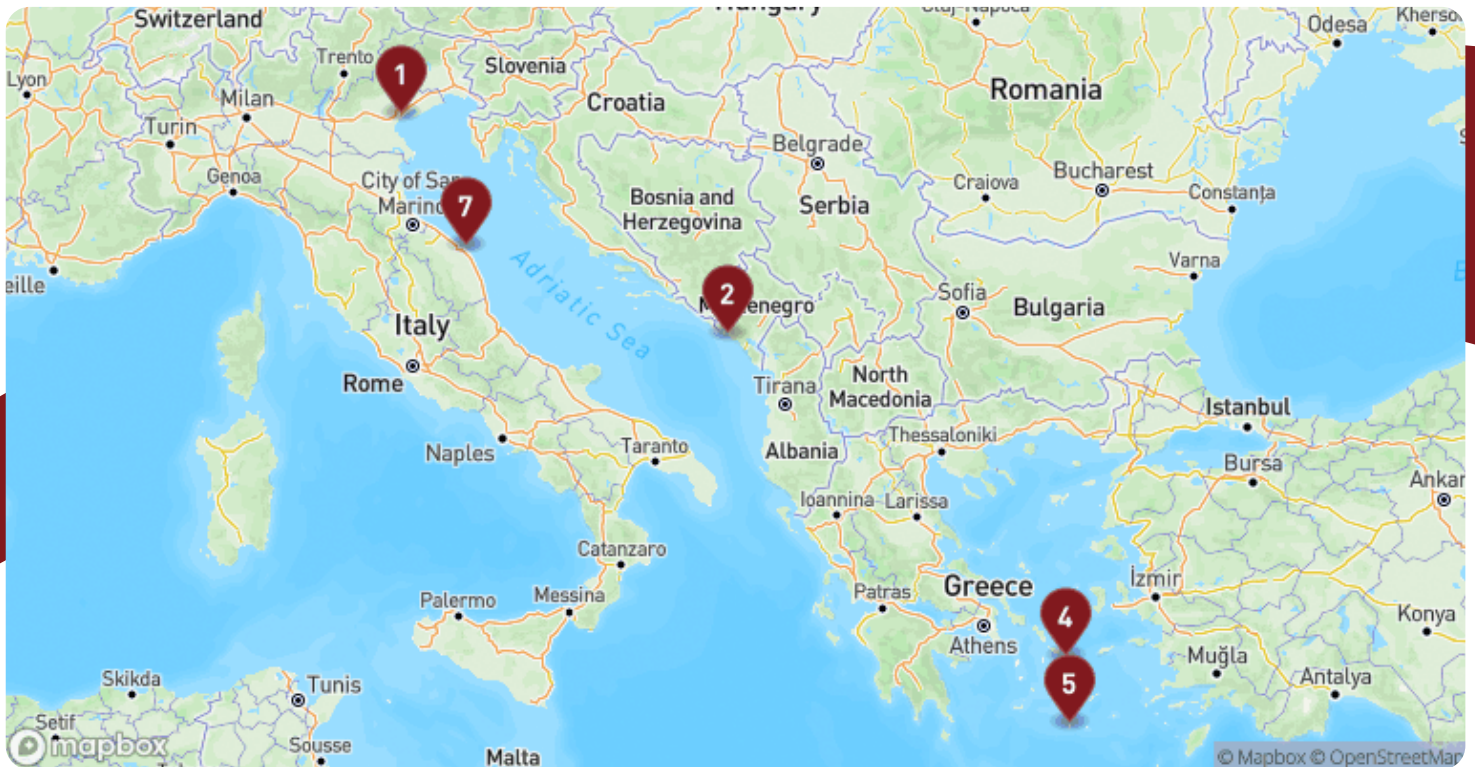 Switzerland
Hungary
Cluj-Napoca
Odesa
Kherso
Trento
1
Slovenia
Lyon
Milan
Croatia
Romania
Turin
Belgrade
Genoa
City of San
Marino
7
Bosnia and
Herzegovina
Serbia
Craiova
Bucharest
Constanța
eille
Adriatic Sea
2
Montenegro
Sofia
Bulgaria
Varna
B
Italy
Rome
Tirana
North
Macedonia
Istanbul
Naples
Taranto
Albania
Thessaloniki
Bursa
Ankar
Ioannina
Larissa
Catanzaro
Greece
İzmir
Palermo
Messina
Patras
4
Athens
Konya
Muğla
Skikda
Tunis
5
Antalya
Setif
mapbox
Sousse
Malta
© Mapbox © OpenStreetMap